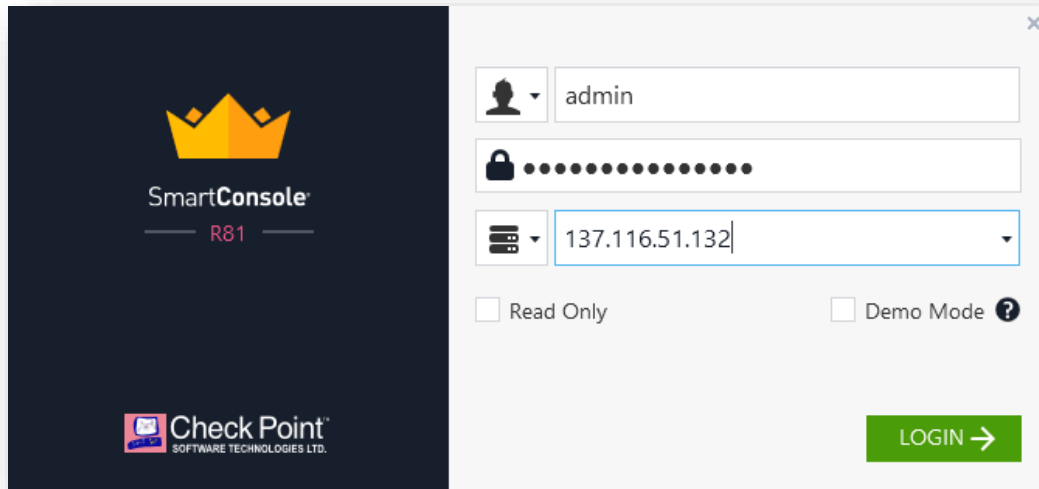 SmartConsole
R81
Check Point
SOFTWARE TECHNOLOGIES LTD.
admin
●●●●●●●●●●●●●●●
137.116.51.132
Read Only
Demo Mode ?
LOGIN →